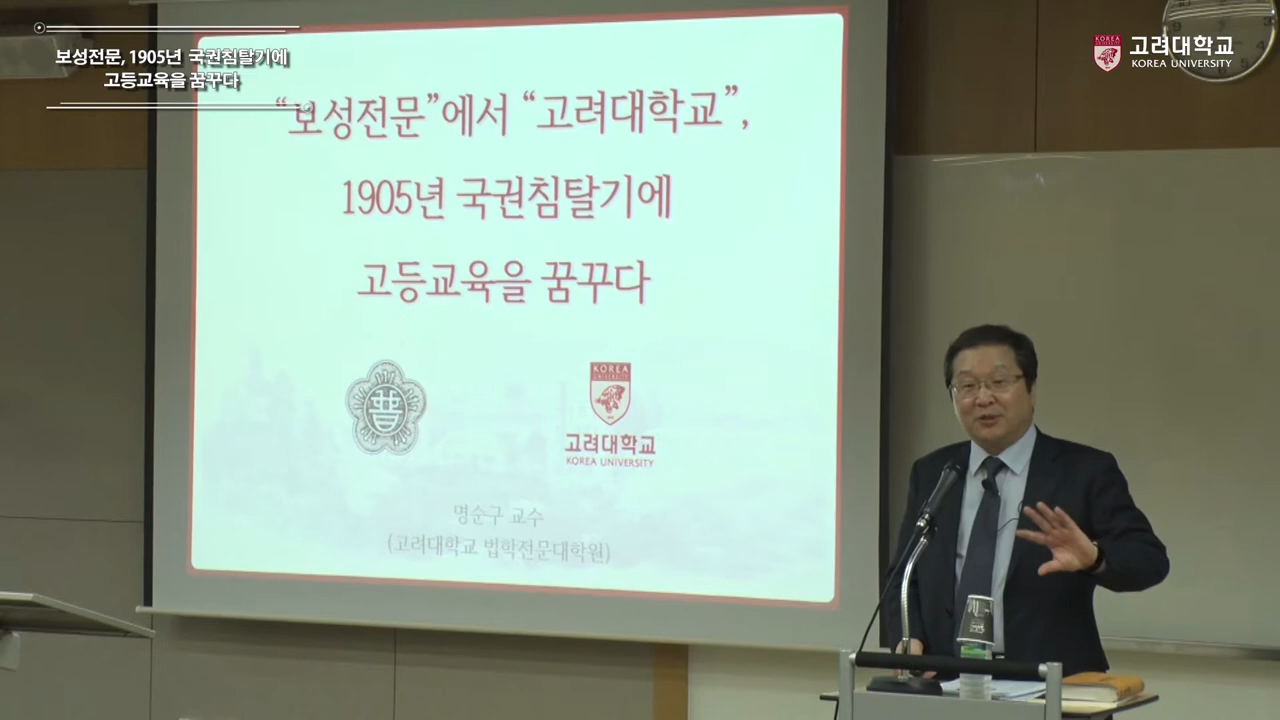 보성전문, 1905년 국권침탈기에
고등교육을 꿈꾸다
KOREA
고려대학교
KOREA UNIVERSITY
“보성전문”에서 “고려대학교”,
1905년 국권침탈기에
고등교육을 꿈꾸다
普
KOREA
UNIVERSITY
고려대학교
KOREA UNIVERSITY
명순구 교수
(고려대학교 법학전문대학원)